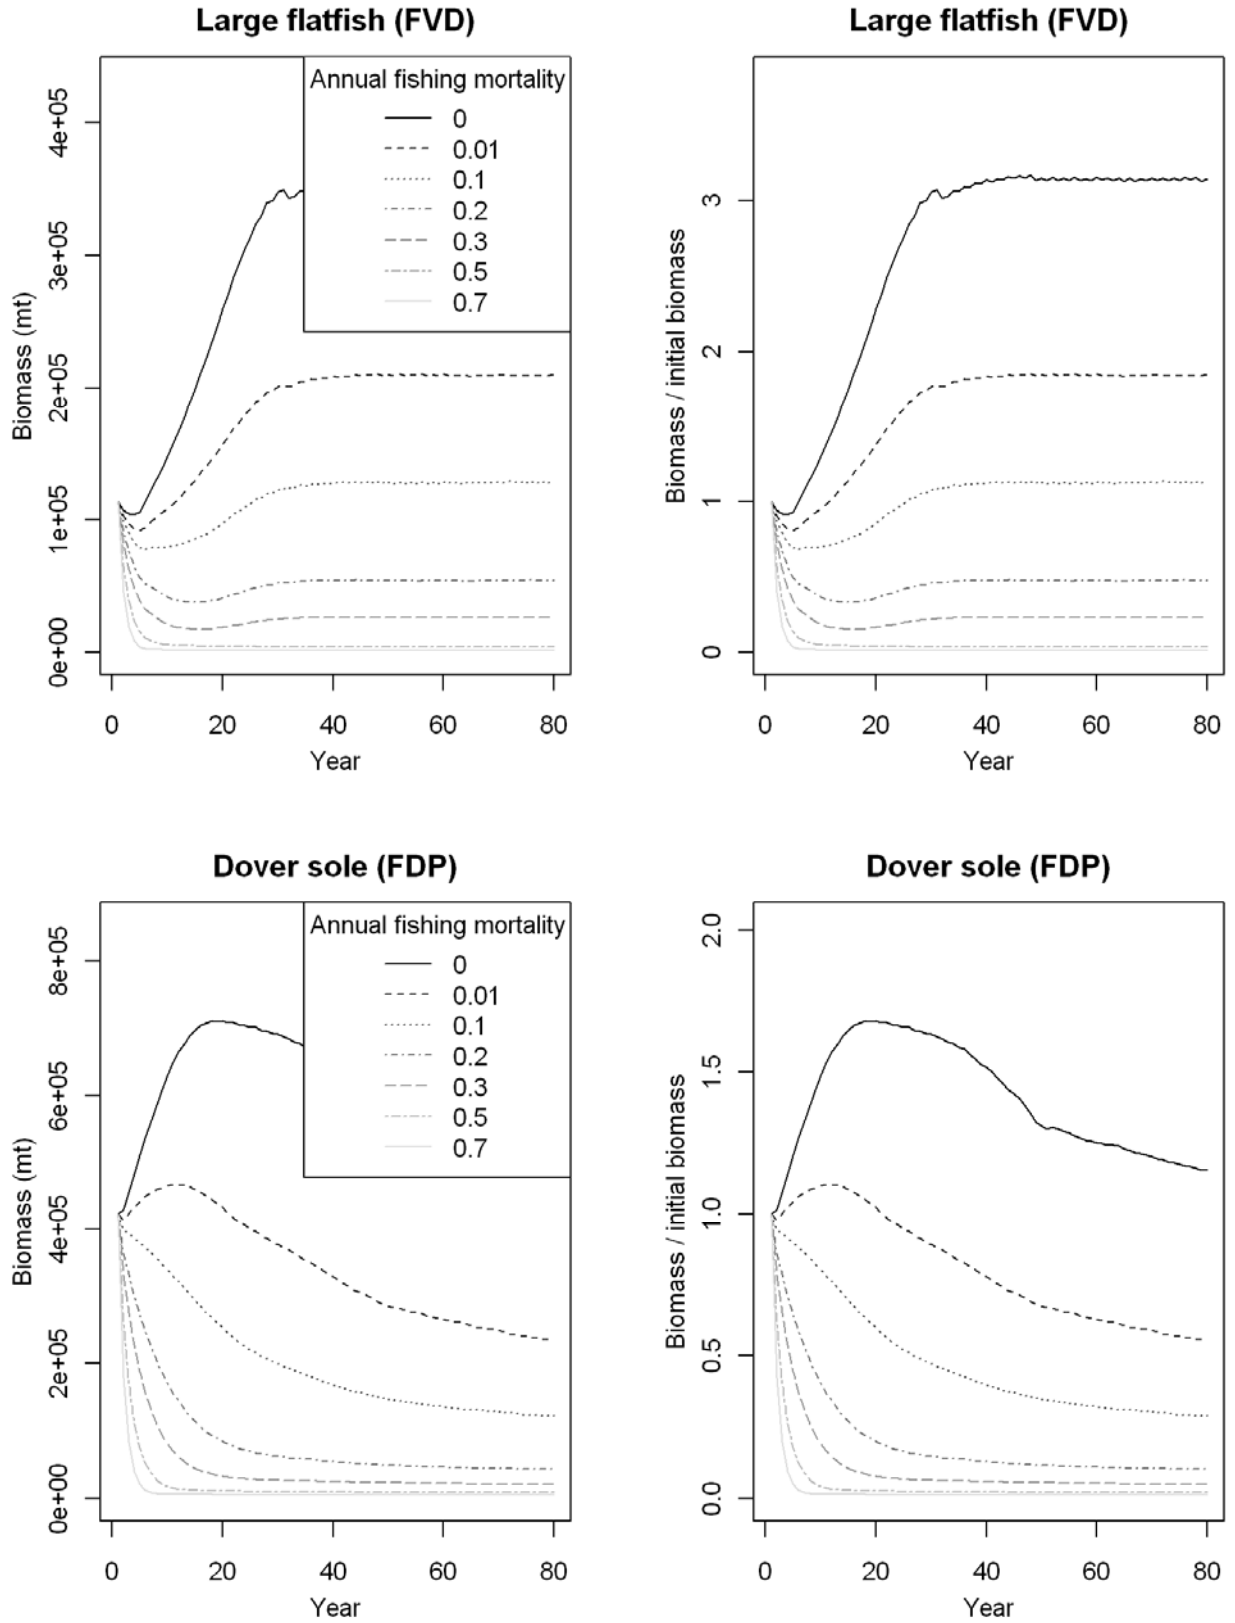 Large flatfish (FVD)
Biomass (mt)
4e+05
3e+05
2e+05
1e+05
0e+00
Annual fishing mortality
0
0.01
0.1
0.2
0.3
0.5
0.7
0 20 40 60 80
Year
Large flatfish (FVD)
Biomass / initial biomass
3
2
1
0
0 20 40 60 80
Year
Dover sole (FDP)
Biomass (mt)
8e+05
6e+05
4e+05
2e+05
0e+00
Annual fishing mortality
0
0.01
0.1
0.2
0.3
0.5
0.7
0 20 40 60 80
Year
Dover sole (FDP)
Biomass / initial biomass
2.0
1.5
1.0
0.5
0.0
0 20 40 60 80
Year